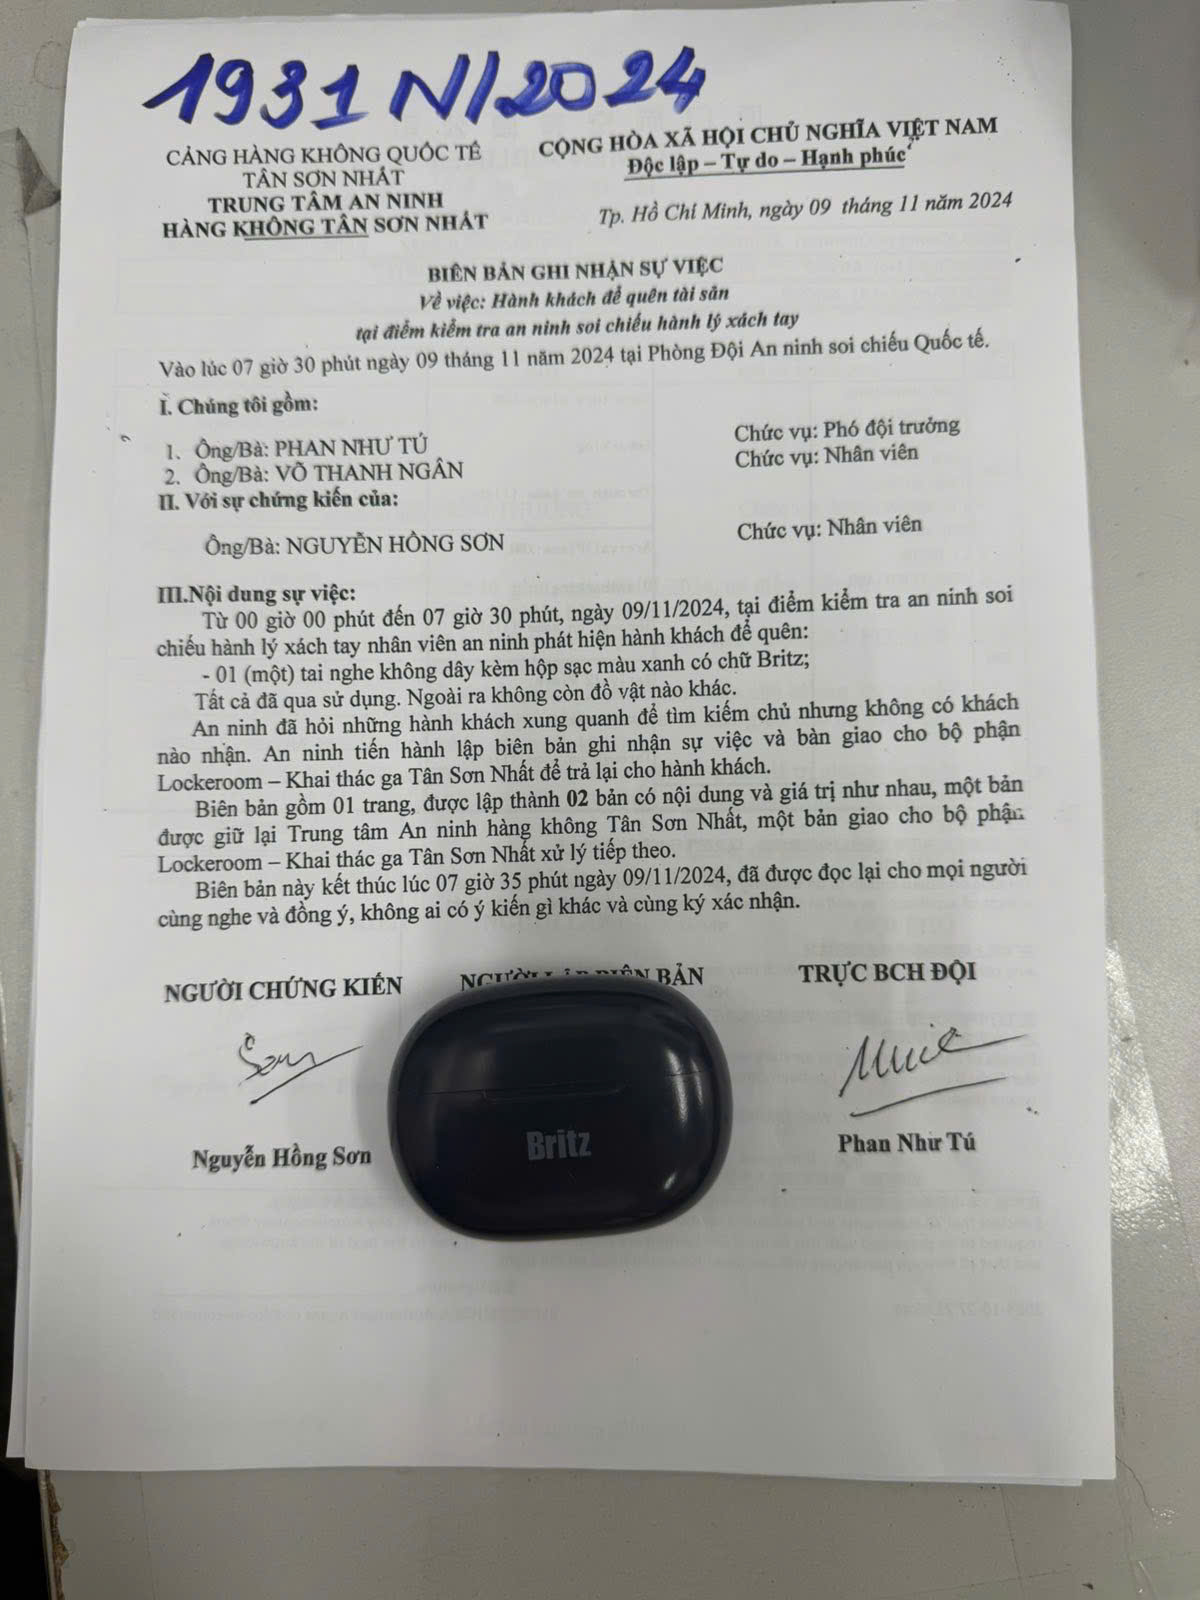 1931 N/2024
CẢNG HÀNG KHÔNG QUỐC TẾ
TÂN SƠN NHẤT
TRUNG TÂM AN NINH
HÀNG KHÔNG TÂN SƠN NHẤT
CỘNG HÒA XÃ HỘI CHỦ NGHĨA VIỆT NAM
Độc lập – Tự do – Hạnh phúc
Tp. Hồ Chí Minh, ngày 09 tháng 11 năm 2024
BIÊN BẢN GHI NHẬN SỰ VIỆC
Về việc: Hành khách để quên tài sản
tại điểm kiểm tra an ninh soi chiếu hành lý xách tay
Vào lúc 07 giờ 30 phút ngày 09 tháng 11 năm 2024 tại Phòng Đội An ninh soi chiếu Quốc tế.
I. Chúng tôi gồm:
1. Ông/Bà: PHAN NHƯ TÚ Chức vụ: Phó đội trưởng
2. Ông/Bà: VÕ THANH NGÂN Chức vụ: Nhân viên
II. Với sự chứng kiến của:
Ông/Bà: NGUYỄN HỒNG SƠN Chức vụ: Nhân viên
III.Nội dung sự việc:
Từ 00 giờ 00 phút đến 07 giờ 30 phút, ngày 09/11/2024, tại điểm kiểm tra an ninh soi
chiếu hành lý xách tay nhân viên an ninh phát hiện hành khách để quên:
- 01 (một) tai nghe không dây kèm hộp sạc màu xanh có chữ Britz;
Tất cả đã qua sử dụng. Ngoài ra không còn đồ vật nào khác.
An ninh đã hỏi những hành khách xung quanh để tìm kiếm chủ nhưng không có khách
nào nhận. An ninh tiến hành lập biên bản ghi nhận sự việc và bàn giao cho bộ phận
Lockeroom – Khai thác ga Tân Sơn Nhất để trả lại cho hành khách.
Biên bản gồm 01 trang, được lập thành 02 bản có nội dung và giá trị như nhau, một bản
được giữ lại Trung tâm An ninh hàng không Tân Sơn Nhất, một bản giao cho bộ phận
Lockeroom – Khai thác ga Tân Sơn Nhất xử lý tiếp theo.
Biên bản này kết thúc lúc 07 giờ 35 phút ngày 09/11/2024, đã được đọc lại cho mọi người
cùng nghe và đồng ý, không ai có ý kiến gì khác và cùng ký xác nhận.
NGƯỜI CHỨNG KIẾN NGƯỜI LẬP BIÊN BẢN TRỰC BCH ĐỘI
Sơn
Britz
Nguyễn Hồng Sơn Phan Như Tú